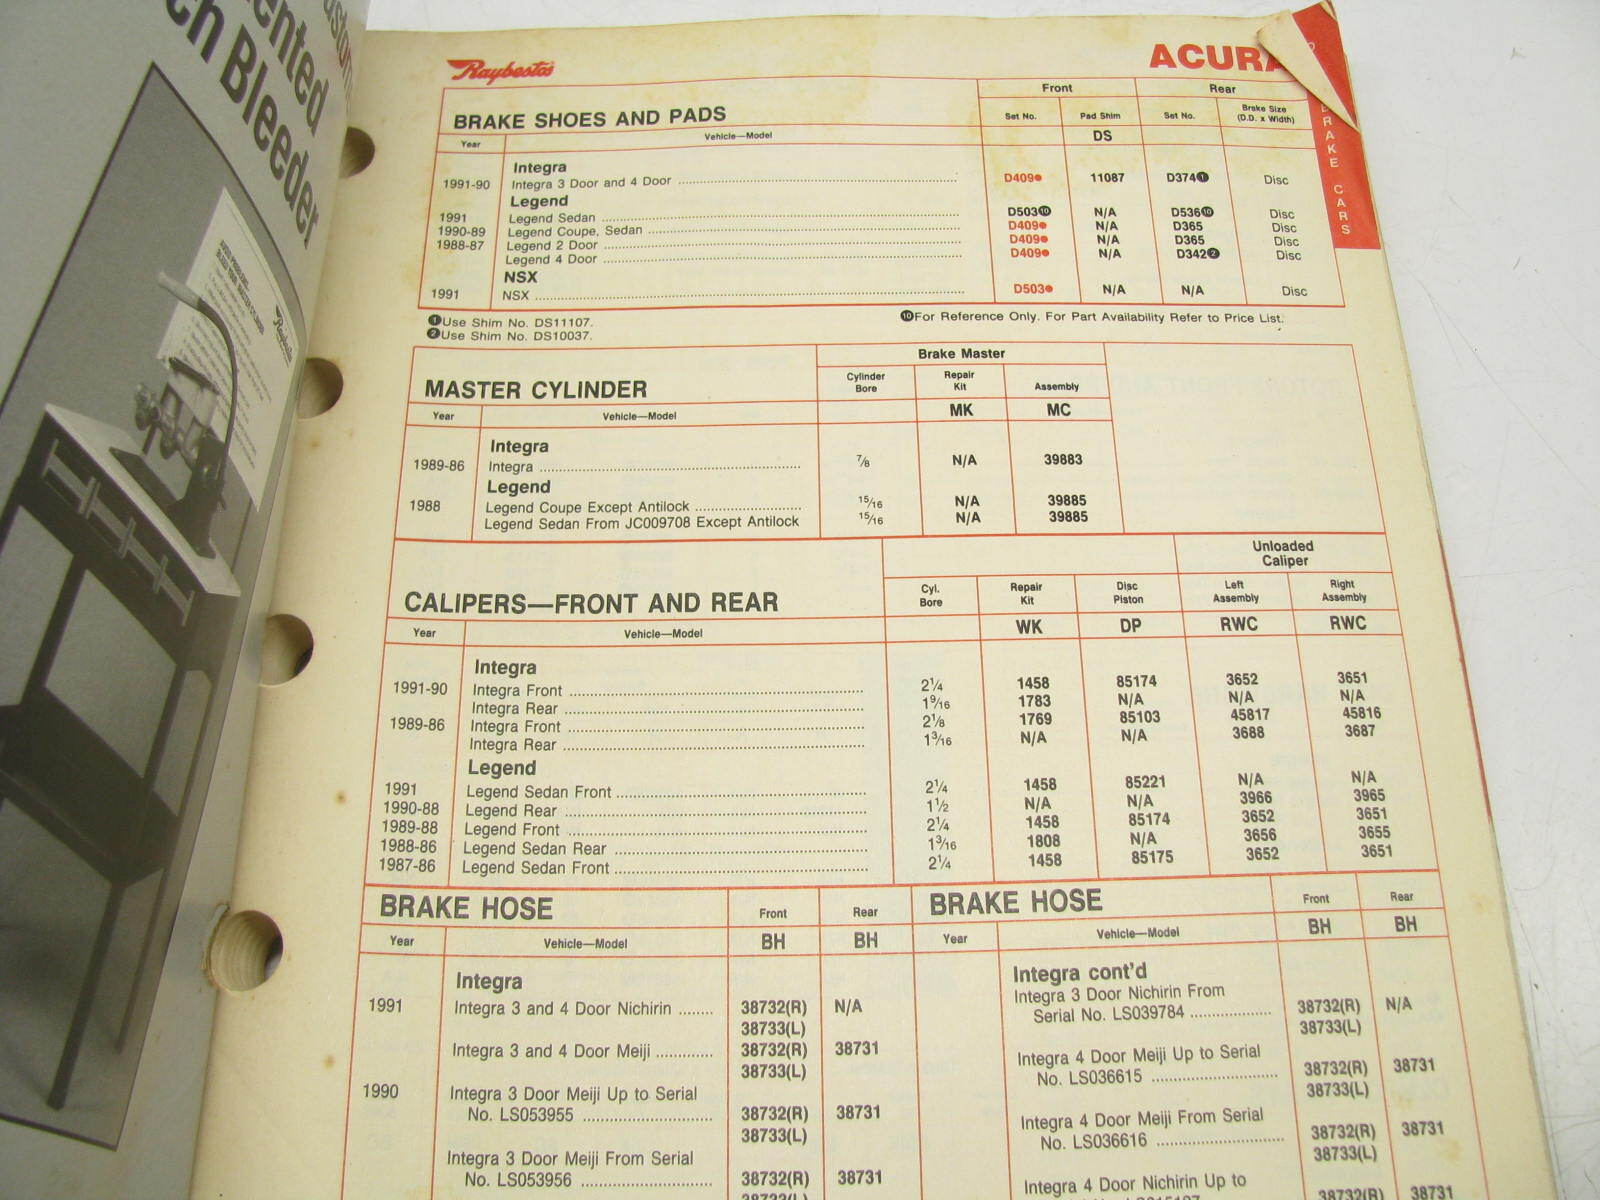 ented
ch Bleeder
Raybestos
ACURA
BRAKE CARS
BRAKE SHOES AND PADS Front Rear
Set No. Pad Shim Set No. Brake Size (D.D. x Width)
Year Vehicle—Model DS
Integra
1991-90 Integra 3 Door and 4 Door D409● 11087 D374❶ Disc
Legend
1991 Legend Sedan D503❿ N/A D536❿ Disc
1990-89 Legend Coupe, Sedan D409● N/A D365 Disc
1988-87 Legend 2 Door D409● N/A D365 Disc
Legend 4 Door D409● N/A D342❷ Disc
NSX
1991 NSX D503● N/A N/A Disc
❶Use Shim No. DS11107.
❷Use Shim No. DS10037.
❿For Reference Only. For Part Availability Refer to Price List.
MASTER CYLINDER Brake Master
Cylinder Bore Repair Kit Assembly
Year Vehicle—Model MK MC
Integra
1989-86 Integra 7/8 N/A 39883
Legend
1988 Legend Coupe Except Antilock 15/16 N/A 39885
Legend Sedan From JC009708 Except Antilock 15/16 N/A 39885
CALIPERS—FRONT AND REAR Unloaded Caliper
Cyl. Bore Repair Kit Disc Piston Left Assembly Right Assembly
Year Vehicle—Model WK DP RWC RWC
Integra
1991-90 Integra Front 2 1/4 1458 85174 3652 3651
Integra Rear 1 9/16 1783 N/A N/A N/A
1989-86 Integra Front 2 1/8 1769 85103 45817 45816
Integra Rear 1 3/16 N/A N/A 3688 3687
Legend
1991 Legend Sedan Front 2 1/4 1458 85221 N/A N/A
1990-88 Legend Rear 1 1/2 N/A N/A 3966 3965
1989-88 Legend Front 2 1/4 1458 85174 3652 3651
1988-86 Legend Sedan Rear 1 3/16 1808 N/A 3656 3655
1987-86 Legend Sedan Front 2 1/4 1458 85175 3652 3651
BRAKE HOSE Front Rear
Year Vehicle—Model BH BH
Integra
1991 Integra 3 and 4 Door Nichirin 38732(R) N/A
38733(L)
Integra 3 and 4 Door Meiji 38732(R) 38731
38733(L)
1990 Integra 3 Door Meiji Up to Serial
No. LS053955 38732(R) 38731
38733(L)
Integra 3 Door Meiji From Serial
No. LS053956 38732(R) 38731
BRAKE HOSE Front Rear
Year Vehicle—Model BH BH
Integra cont'd
Integra 3 Door Nichirin From
Serial No. LS039784 38732(R) N/A
38733(L)
Integra 4 Door Meiji Up to Serial
No. LS036615 38732(R) 38731
38733(L)
Integra 4 Door Meiji From Serial
No. LS036616 38732(R) 38731
38733(L)
Integra 4 Door Nichirin Up to
38732(R) 38731